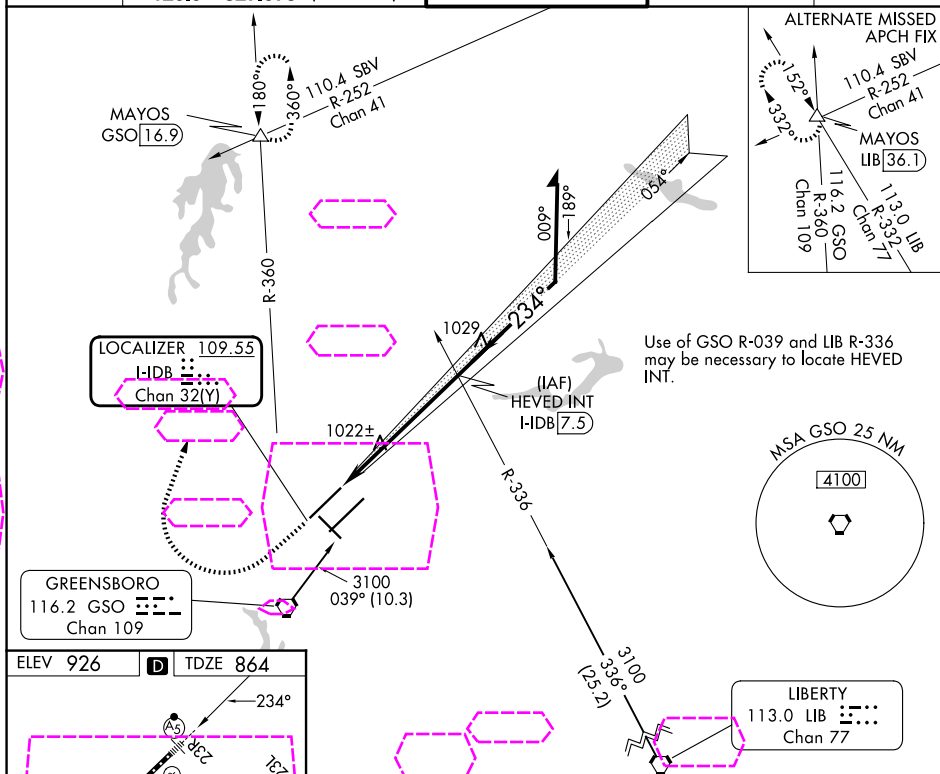 ALTERNATE MISSED
APCH FIX
152°
332°
110.4 SBV
R-252
Chan 41
MAYOS
LIB 36.1
116.2 GSO
R-360
Chan 109
113.0 LIB
R-332
Chan 77
180°
360°
110.4 SBV
R-252
Chan 41
MAYOS
GSO 16.9
R-360
009°
189°
054°
234°
1029
LOCALIZER 109.55
I-IDB
Chan 32(Y)
(IAF)
HEVED INT
I-IDB 7.5
Use of GSO R-039 and LIB R-336
may be necessary to locate HEVED
INT.
1022±
R-336
MSA GSO 25 NM
4100
3100
039° (10.3)
GREENSBORO
116.2 GSO
Chan 109
3100
336°
(25.2)
LIBERTY
113.0 LIB
Chan 77
ELEV 926
D
TDZE 864
234°
A5
23R
23L